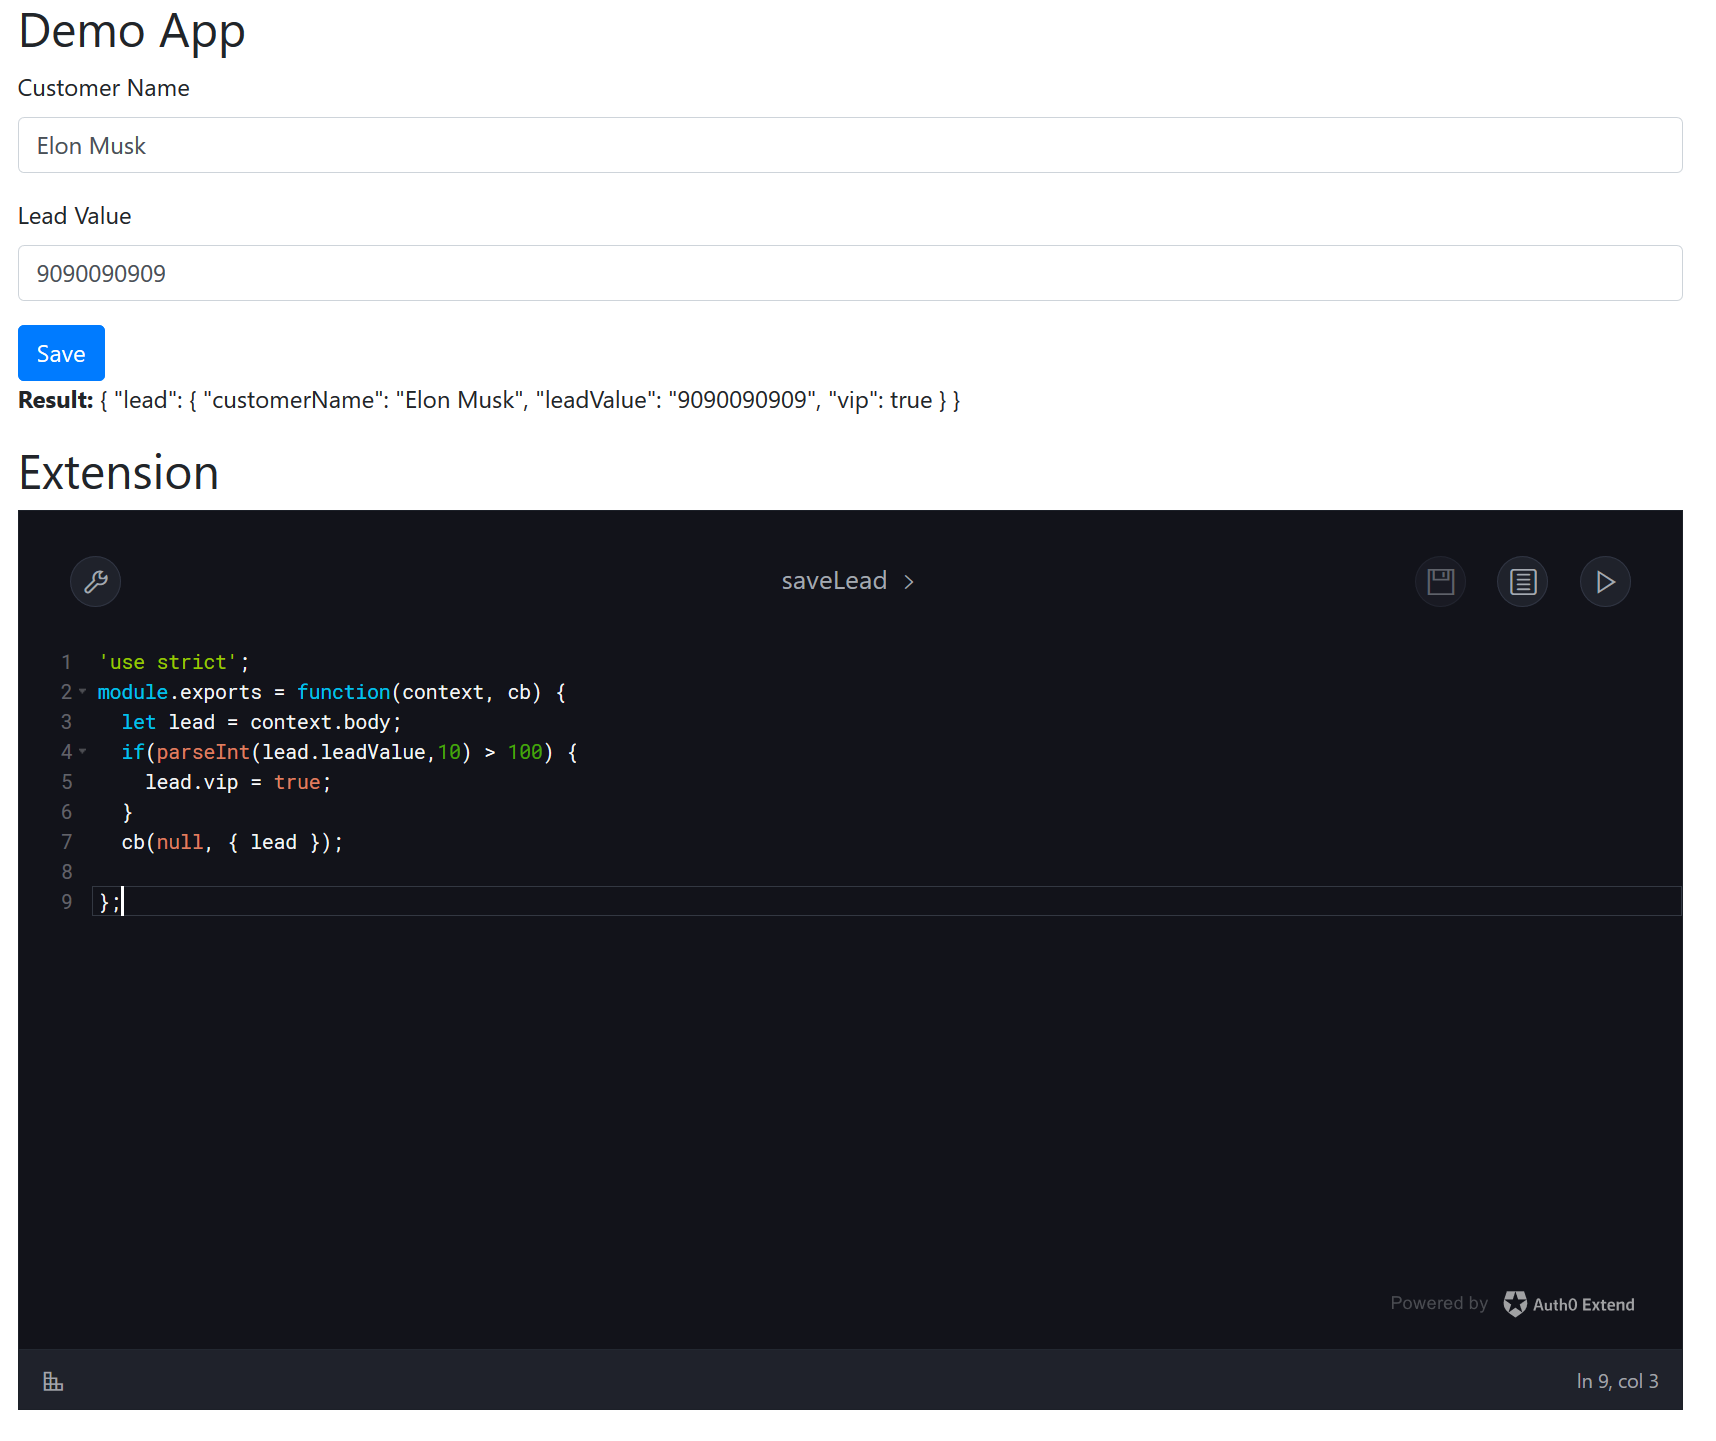 Demo App
Customer Name
Elon Musk
Lead Value
9090090909
Save
Result: { "lead": { "customerName": "Elon Musk", "leadValue": "9090090909", "vip": true } }
Extension
saveLead >
1 'use strict';
2 module.exports = function(context, cb) {
3   let lead = context.body;
4   if(parseInt(lead.leadValue,10) > 100) {
5     lead.vip = true;
6   }
7   cb(null, { lead });
8
9 };
Powered by Auth0 Extend
ln 9, col 3